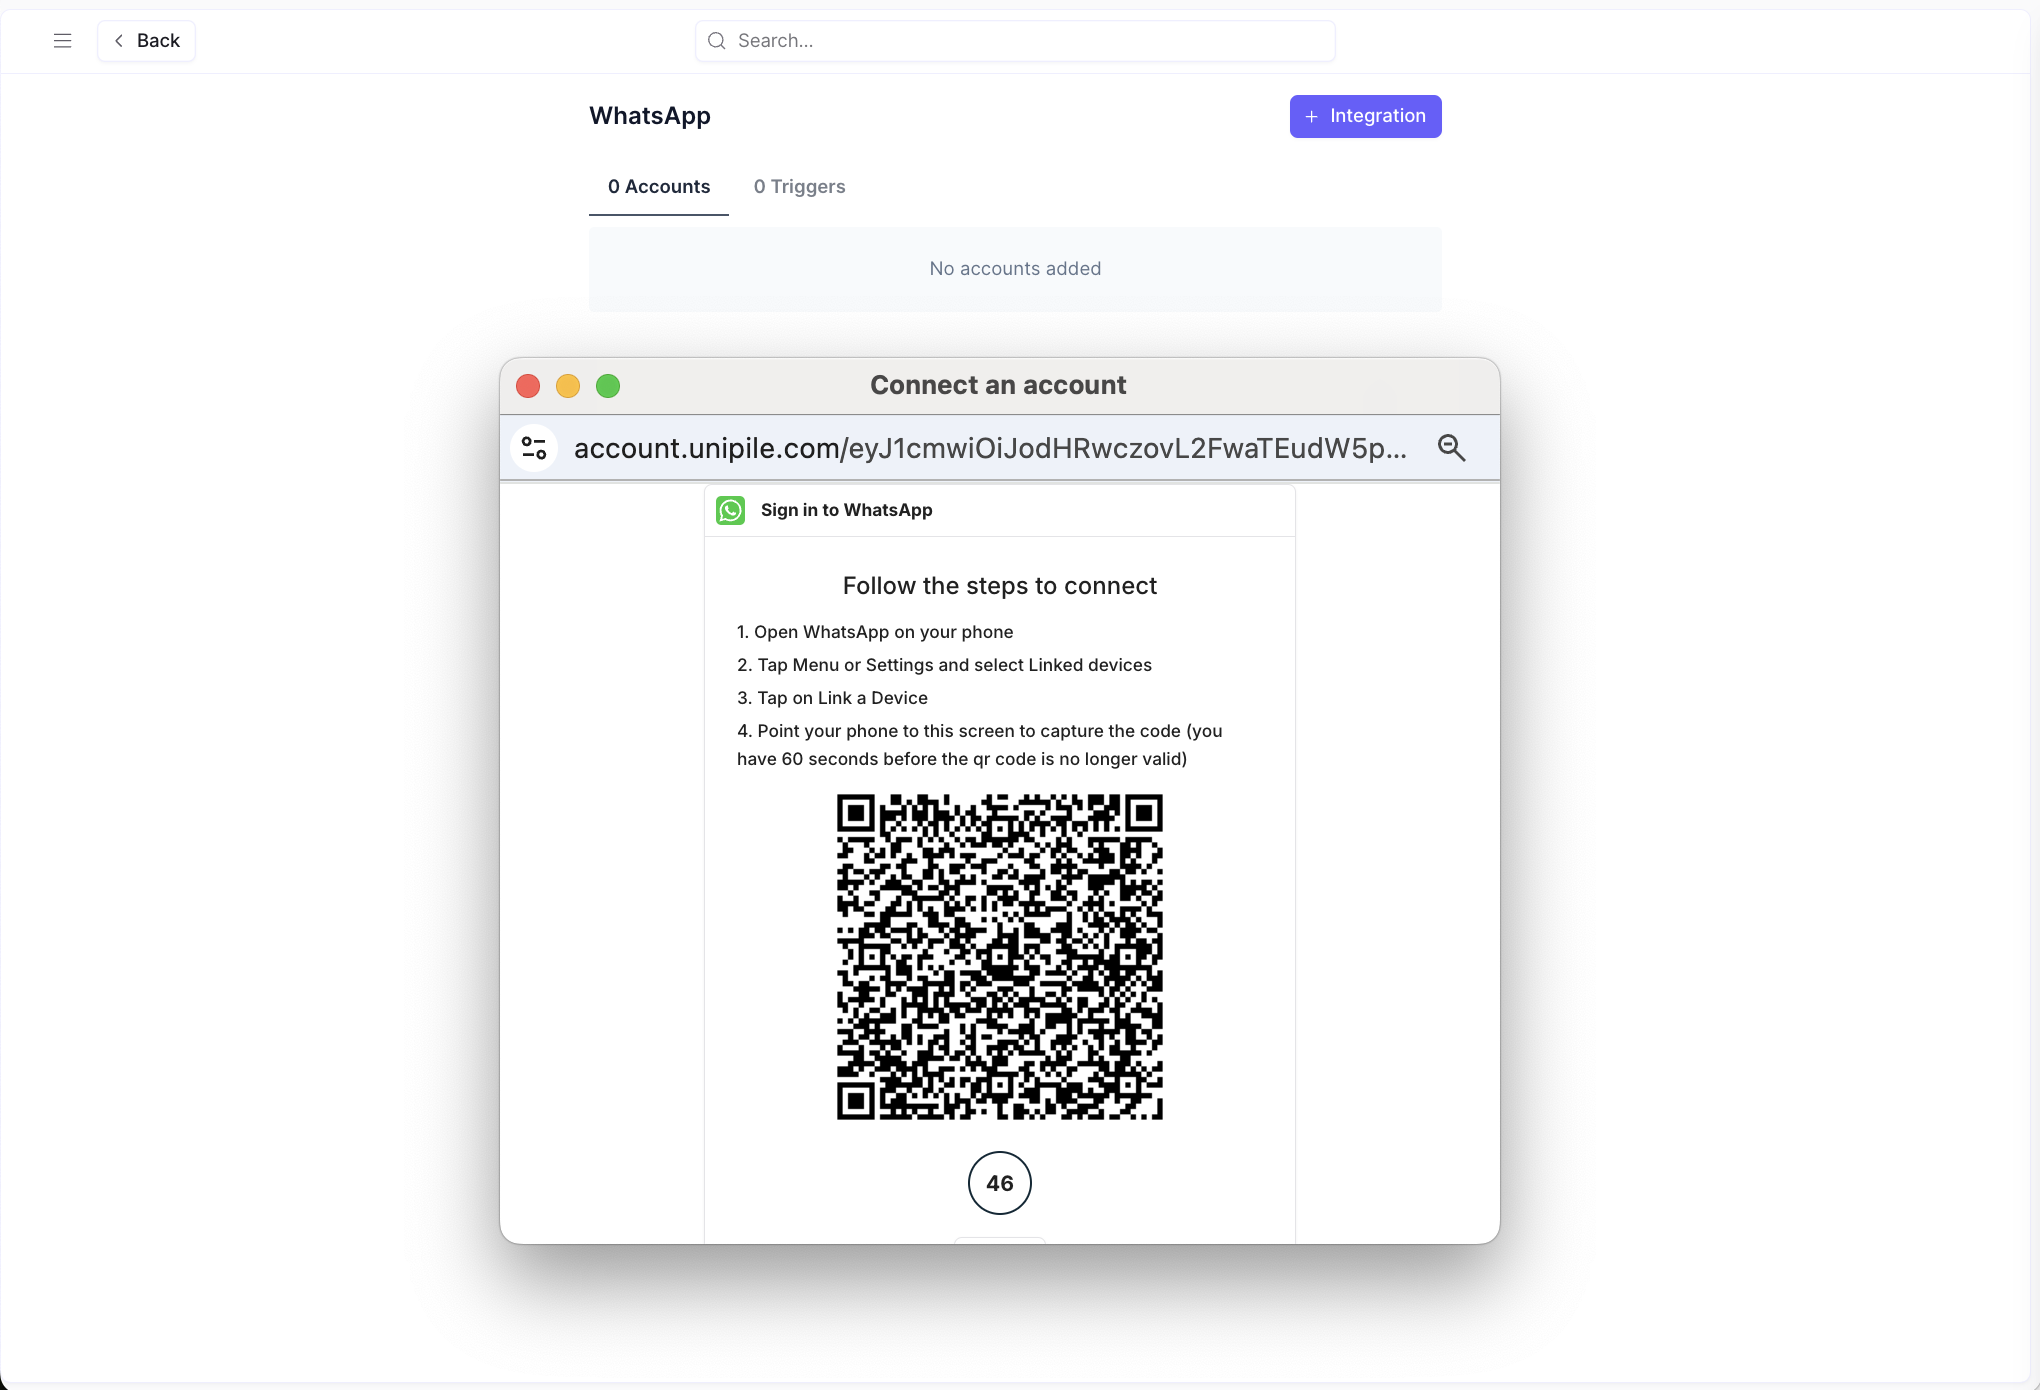 Back
Search...
WhatsApp
+ Integration
0 Accounts
0 Triggers
No accounts added
Connect an account
account.unipile.com/eyJ1cmwiOiJodHRwczovL2FwaTEudW5p...
Sign in to WhatsApp
Follow the steps to connect
1. Open WhatsApp on your phone
2. Tap Menu or Settings and select Linked devices
3. Tap on Link a Device
4. Point your phone to this screen to capture the code (you
have 60 seconds before the qr code is no longer valid)
46